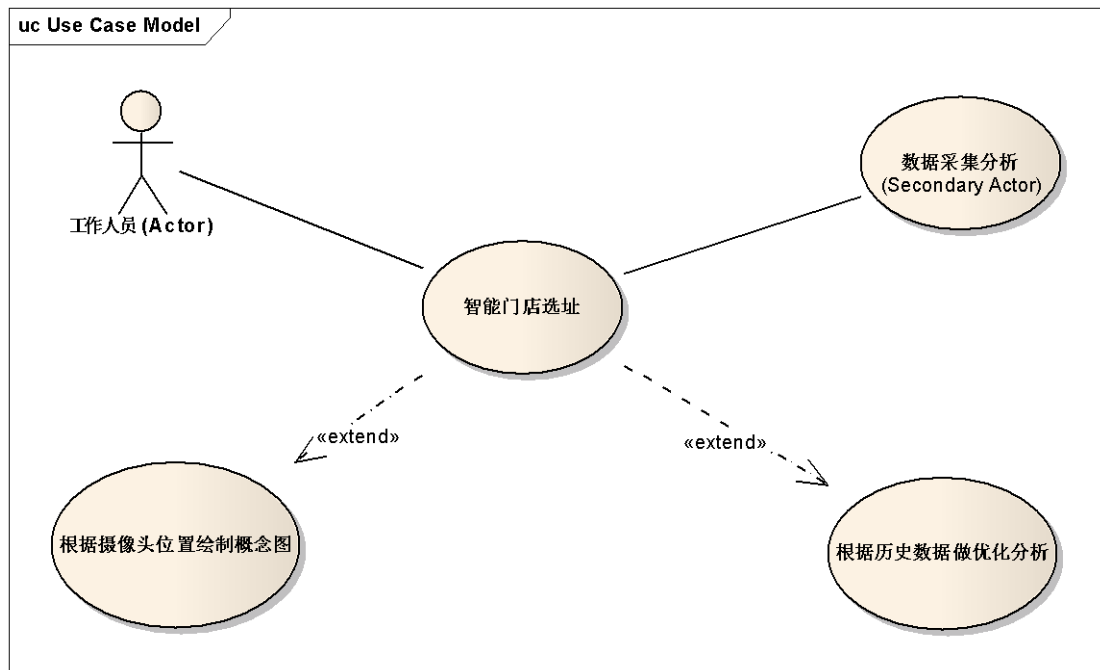 uc Use Case Model
数据采集分析
(Secondary Actor)
工作人员 (Actor)
智能门店选址
«extend»
«extend»
根据摄像头位置绘制概念图
根据历史数据做优化分析